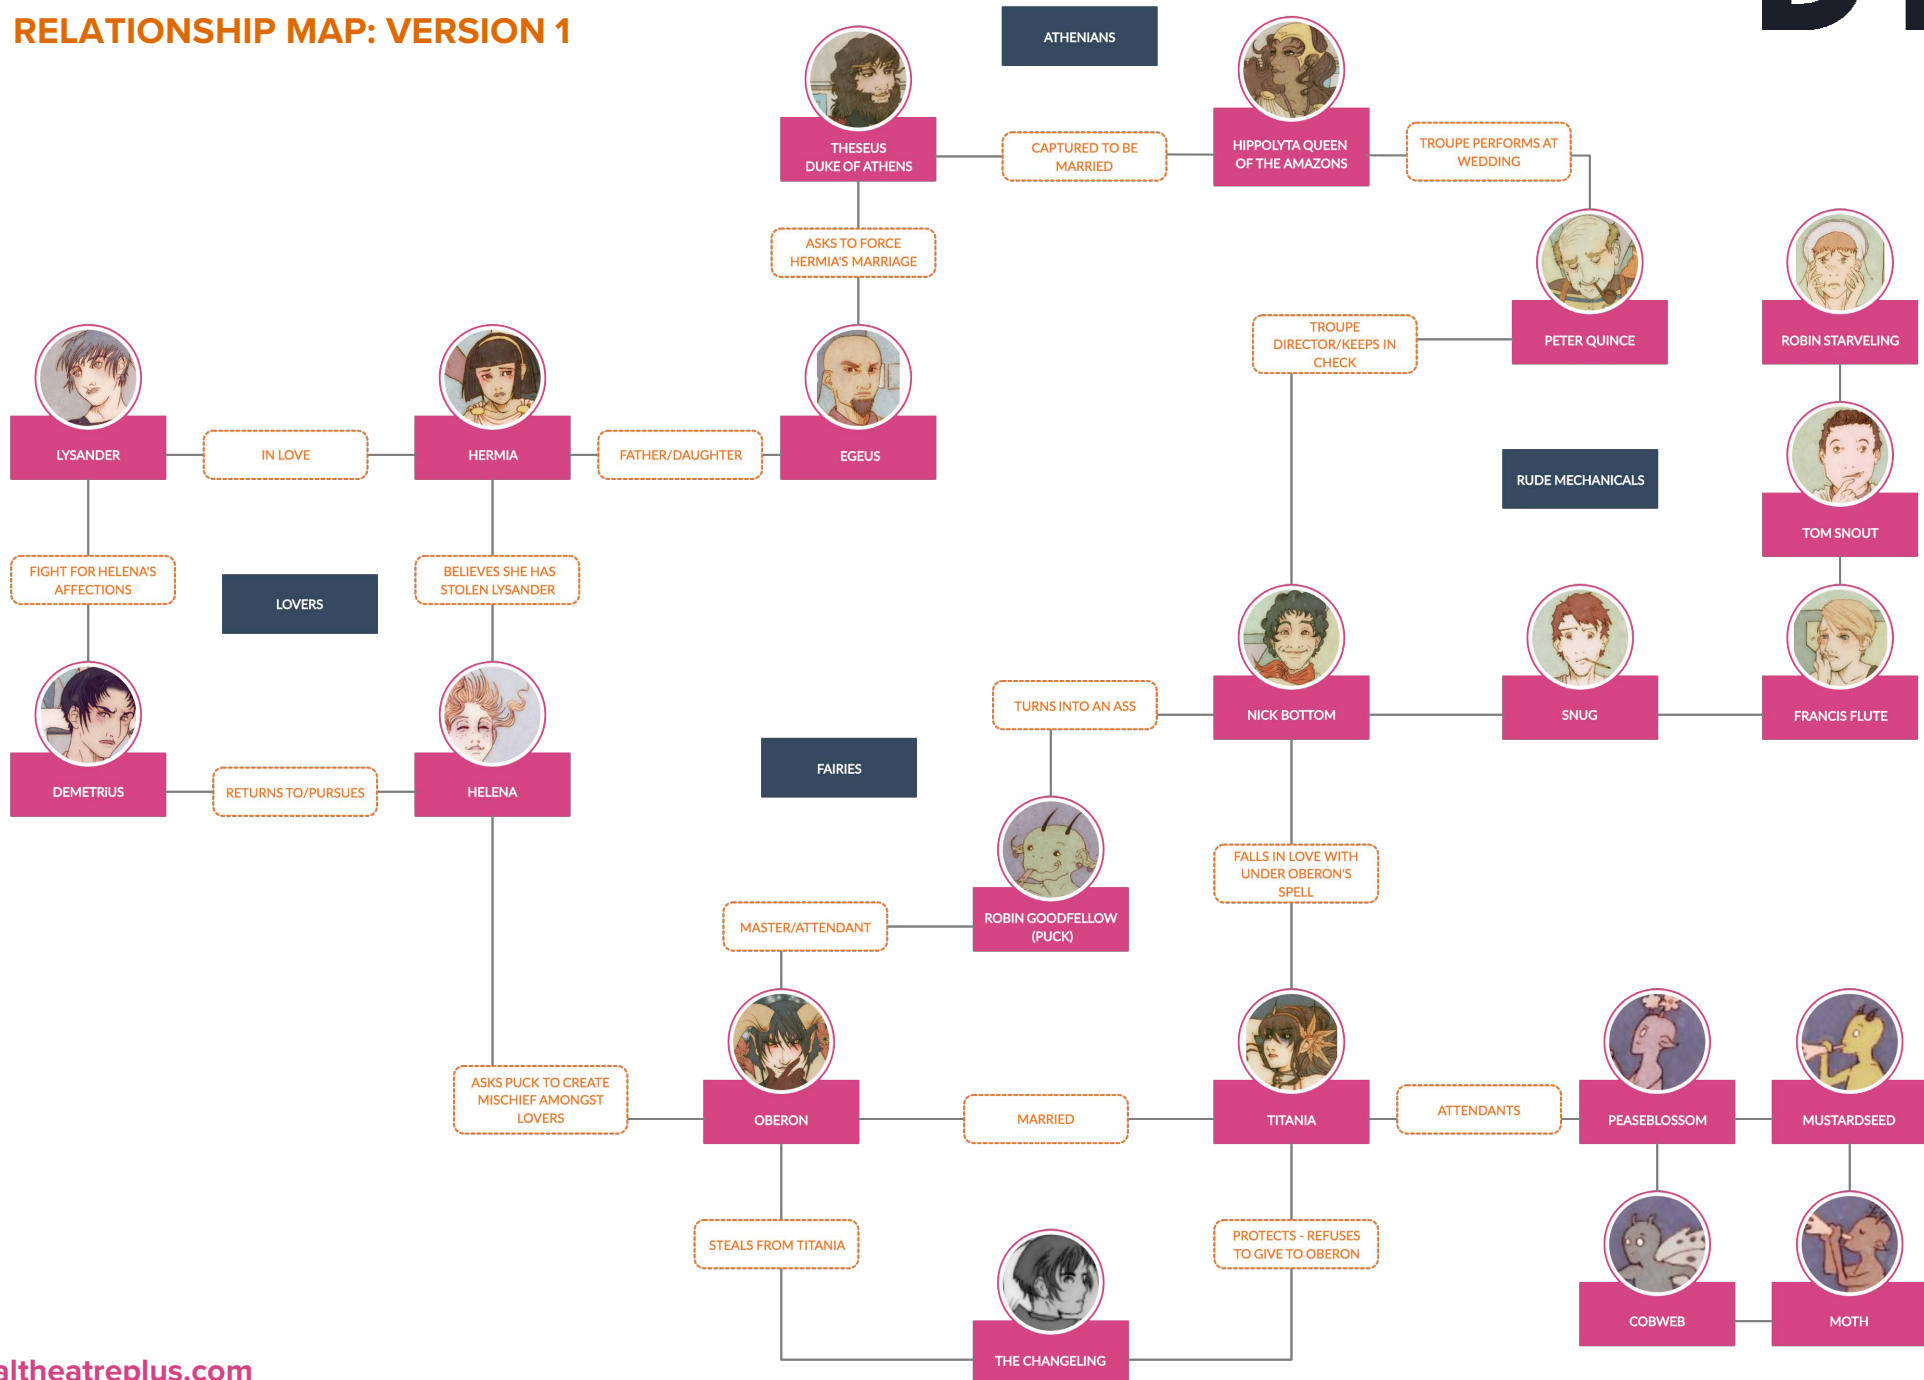 RELATIONSHIP MAP: VERSION 1
ATHENIANS
THESEUS
DUKE OF ATHENS
CAPTURED TO BE
MARRIED
HIPPOLYTA QUEEN
OF THE AMAZONS
TROUPE PERFORMS AT
WEDDING
ASKS TO FORCE
HERMIA'S MARRIAGE
TROUPE
DIRECTOR/KEEPS IN
CHECK
PETER QUINCE
ROBIN STARVELING
LYSANDER
IN LOVE
HERMIA
FATHER/DAUGHTER
EGEUS
RUDE MECHANICALS
TOM SNOUT
FIGHT FOR HELENA'S
AFFECTIONS
LOVERS
BELIEVES SHE HAS
STOLEN LYSANDER
TURNS INTO AN ASS
NICK BOTTOM
SNUG
FRANCIS FLUTE
FAIRIES
DEMETRiUS
RETURNS TO/PURSUES
HELENA
FALLS IN LOVE WITH
UNDER OBERON'S
SPELL
MASTER/ATTENDANT
ROBIN GOODFELLOW
(PUCK)
ASKS PUCK TO CREATE
MISCHIEF AMONGST
LOVERS
OBERON
MARRIED
TITANIA
ATTENDANTS
PEASEBLOSSOM
MUSTARDSEED
STEALS FROM TITANIA
PROTECTS - REFUSES
TO GIVE TO OBERON
COBWEB
MOTH
THE CHANGELING
altheatreplus.com